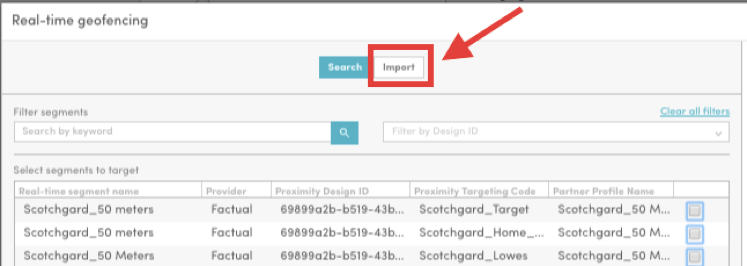 Real-time geofencing
Search Import
Filter segments Clear all filters
Search by keyword Filter by Design ID
Select segments to target
Real-time segment name Provider Proximity Design ID Proximity Targeting Code Partner Profile Name
Scotchgard_50 meters Factual 69899a2b-b519-43b... Scotchgard_Target Scotchgard_50 M...
Scotchgard_50 meters Factual 69899a2b-b519-43b... Scotchgard_Home_... Scotchgard_50 M...
Scotchgard_50 Meters Factual 69899a2b-b519-43b... Scotchgard_Lowes Scotchgard_50 M...